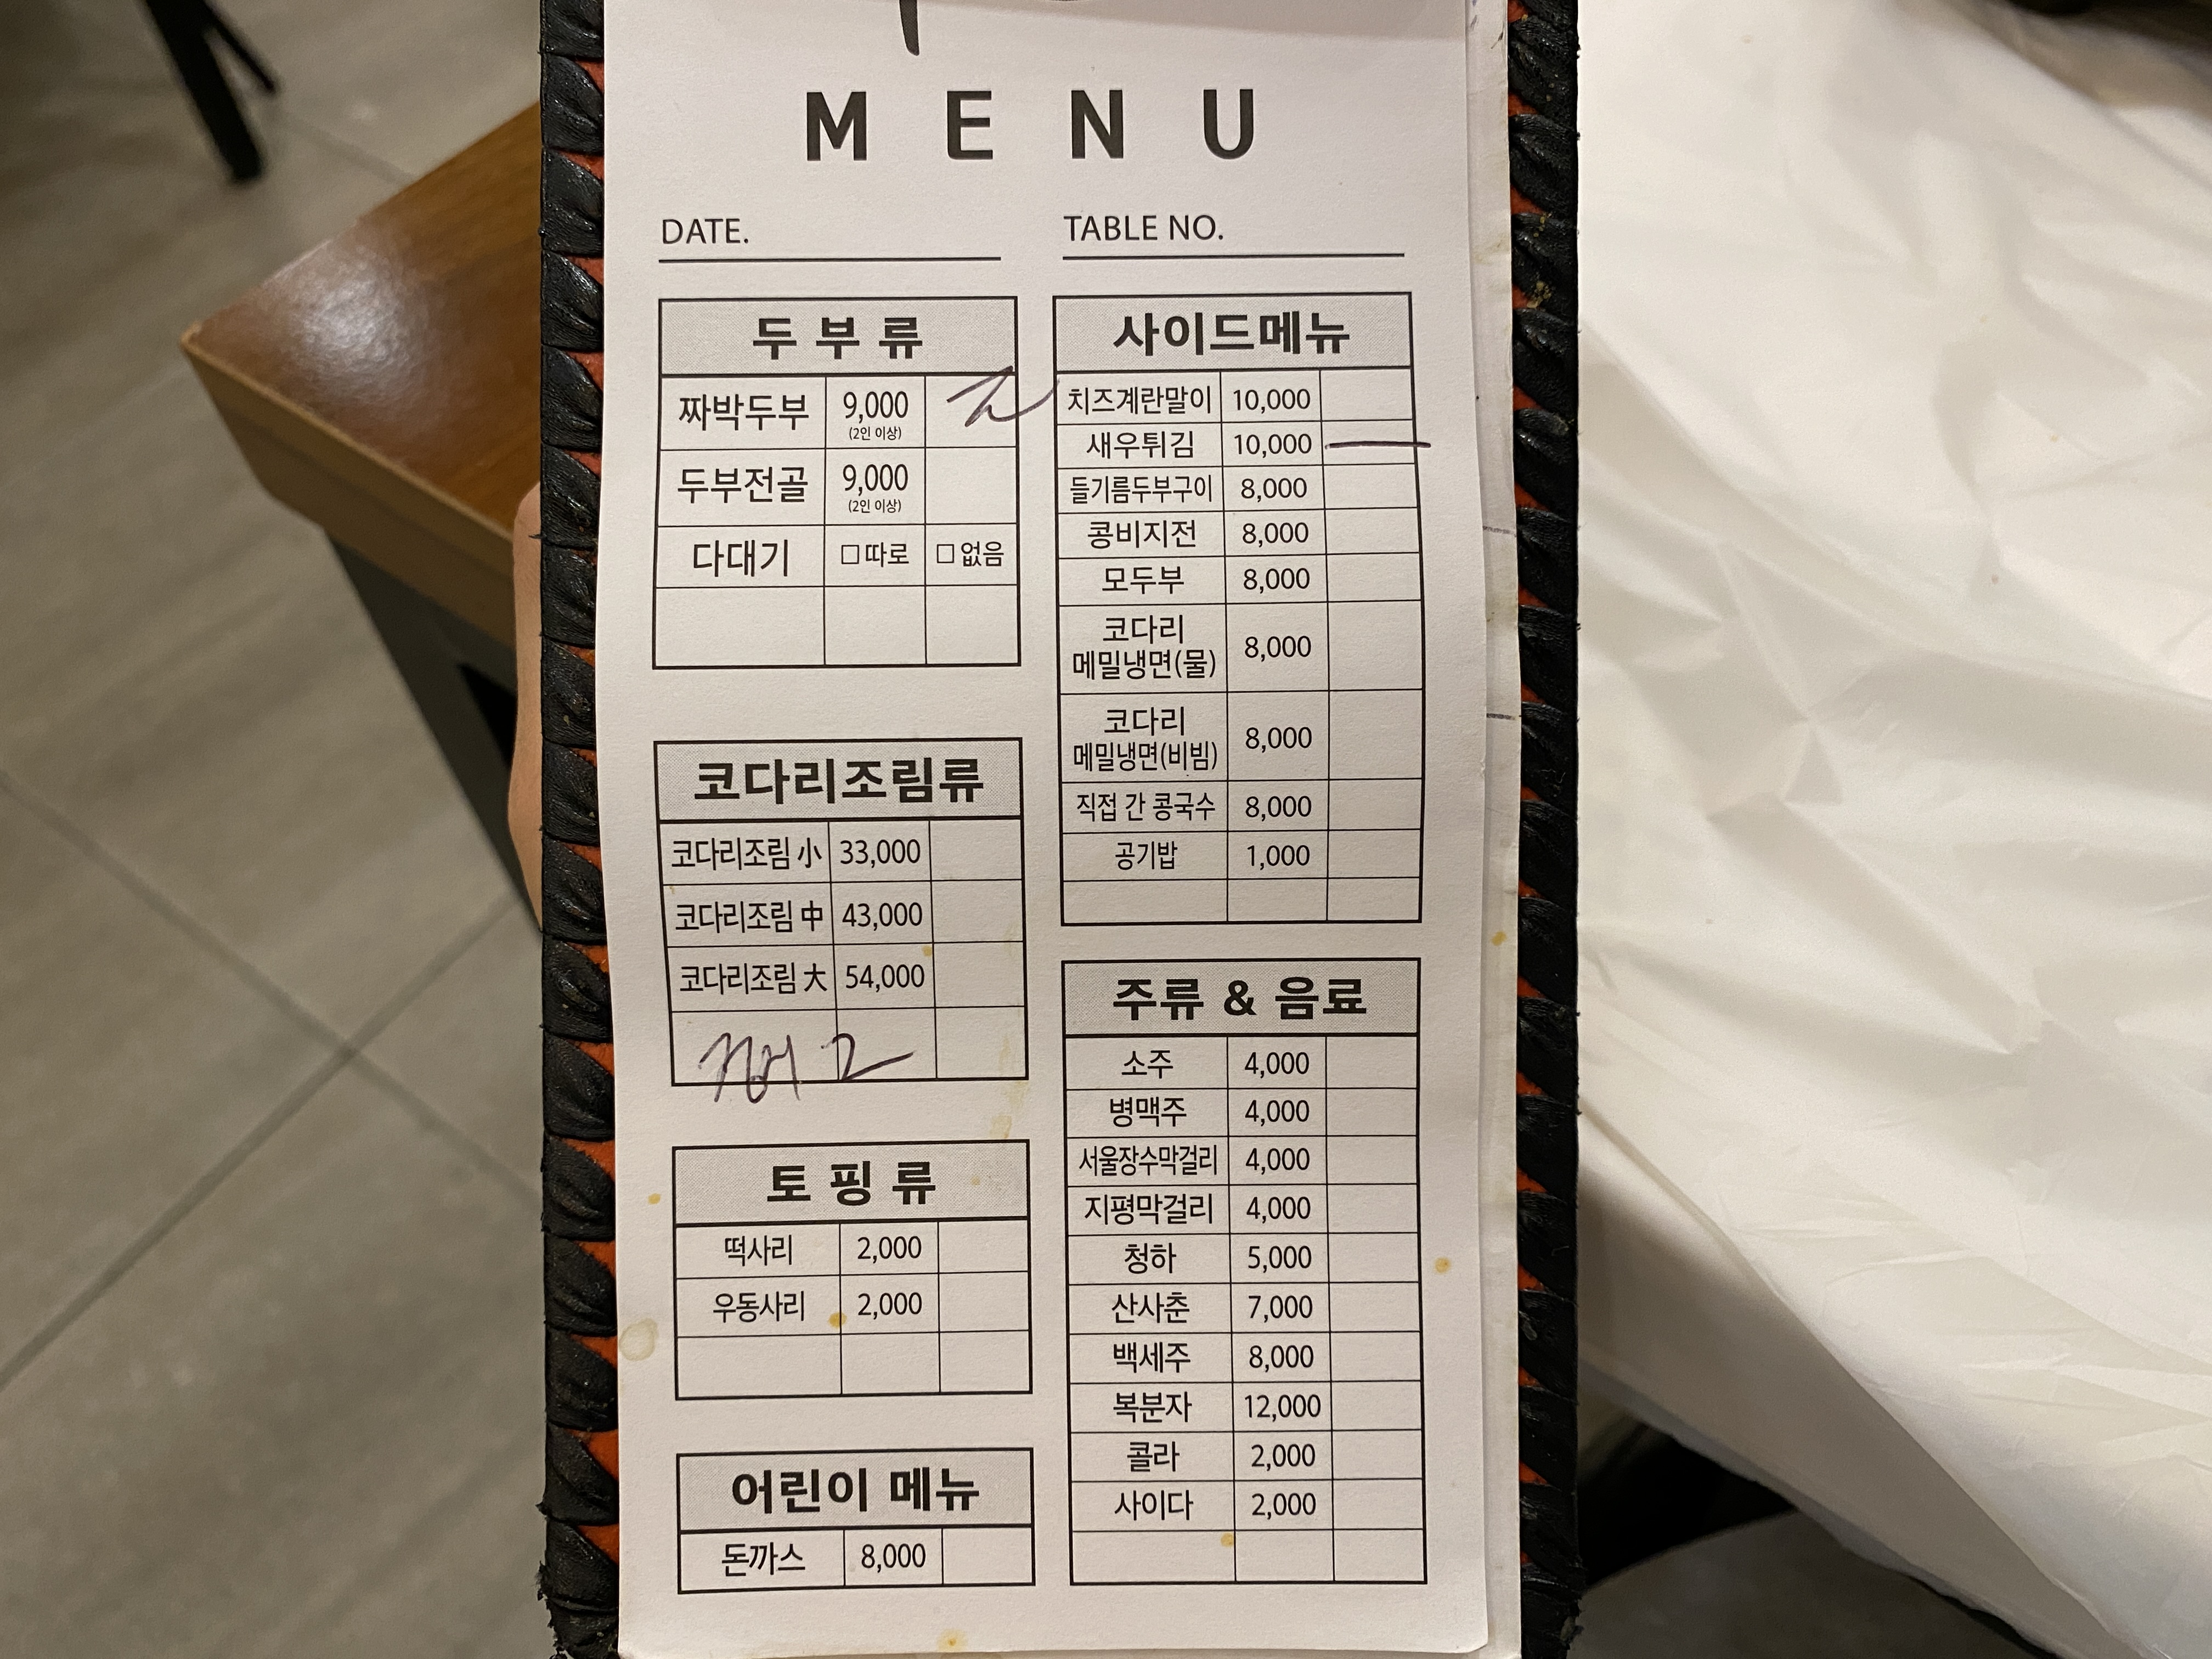 MENU
DATE.
TABLE NO.
두부류
짜박두부 9,000 2
(2인 이상)
두부전골 9,000
(2인 이상)
다대기 □따로 □없음
코다리조림류
코다리조림 小 33,000
코다리조림 中 43,000
코다리조림 大 54,000
2
토핑류
떡사리 2,000
우동사리 2,000
어린이 메뉴
돈까스 8,000
사이드메뉴
치즈계란말이 10,000
새우튀김 10,000
들기름두부구이 8,000
콩비지전 8,000
모두부 8,000
코다리
메밀냉면(물) 8,000
코다리
메밀냉면(비빔) 8,000
직접 간 콩국수 8,000
공기밥 1,000
주류 & 음료
소주 4,000
병맥주 4,000
서울장수막걸리 4,000
지평막걸리 4,000
청하 5,000
산사춘 7,000
백세주 8,000
복분자 12,000
콜라 2,000
사이다 2,000